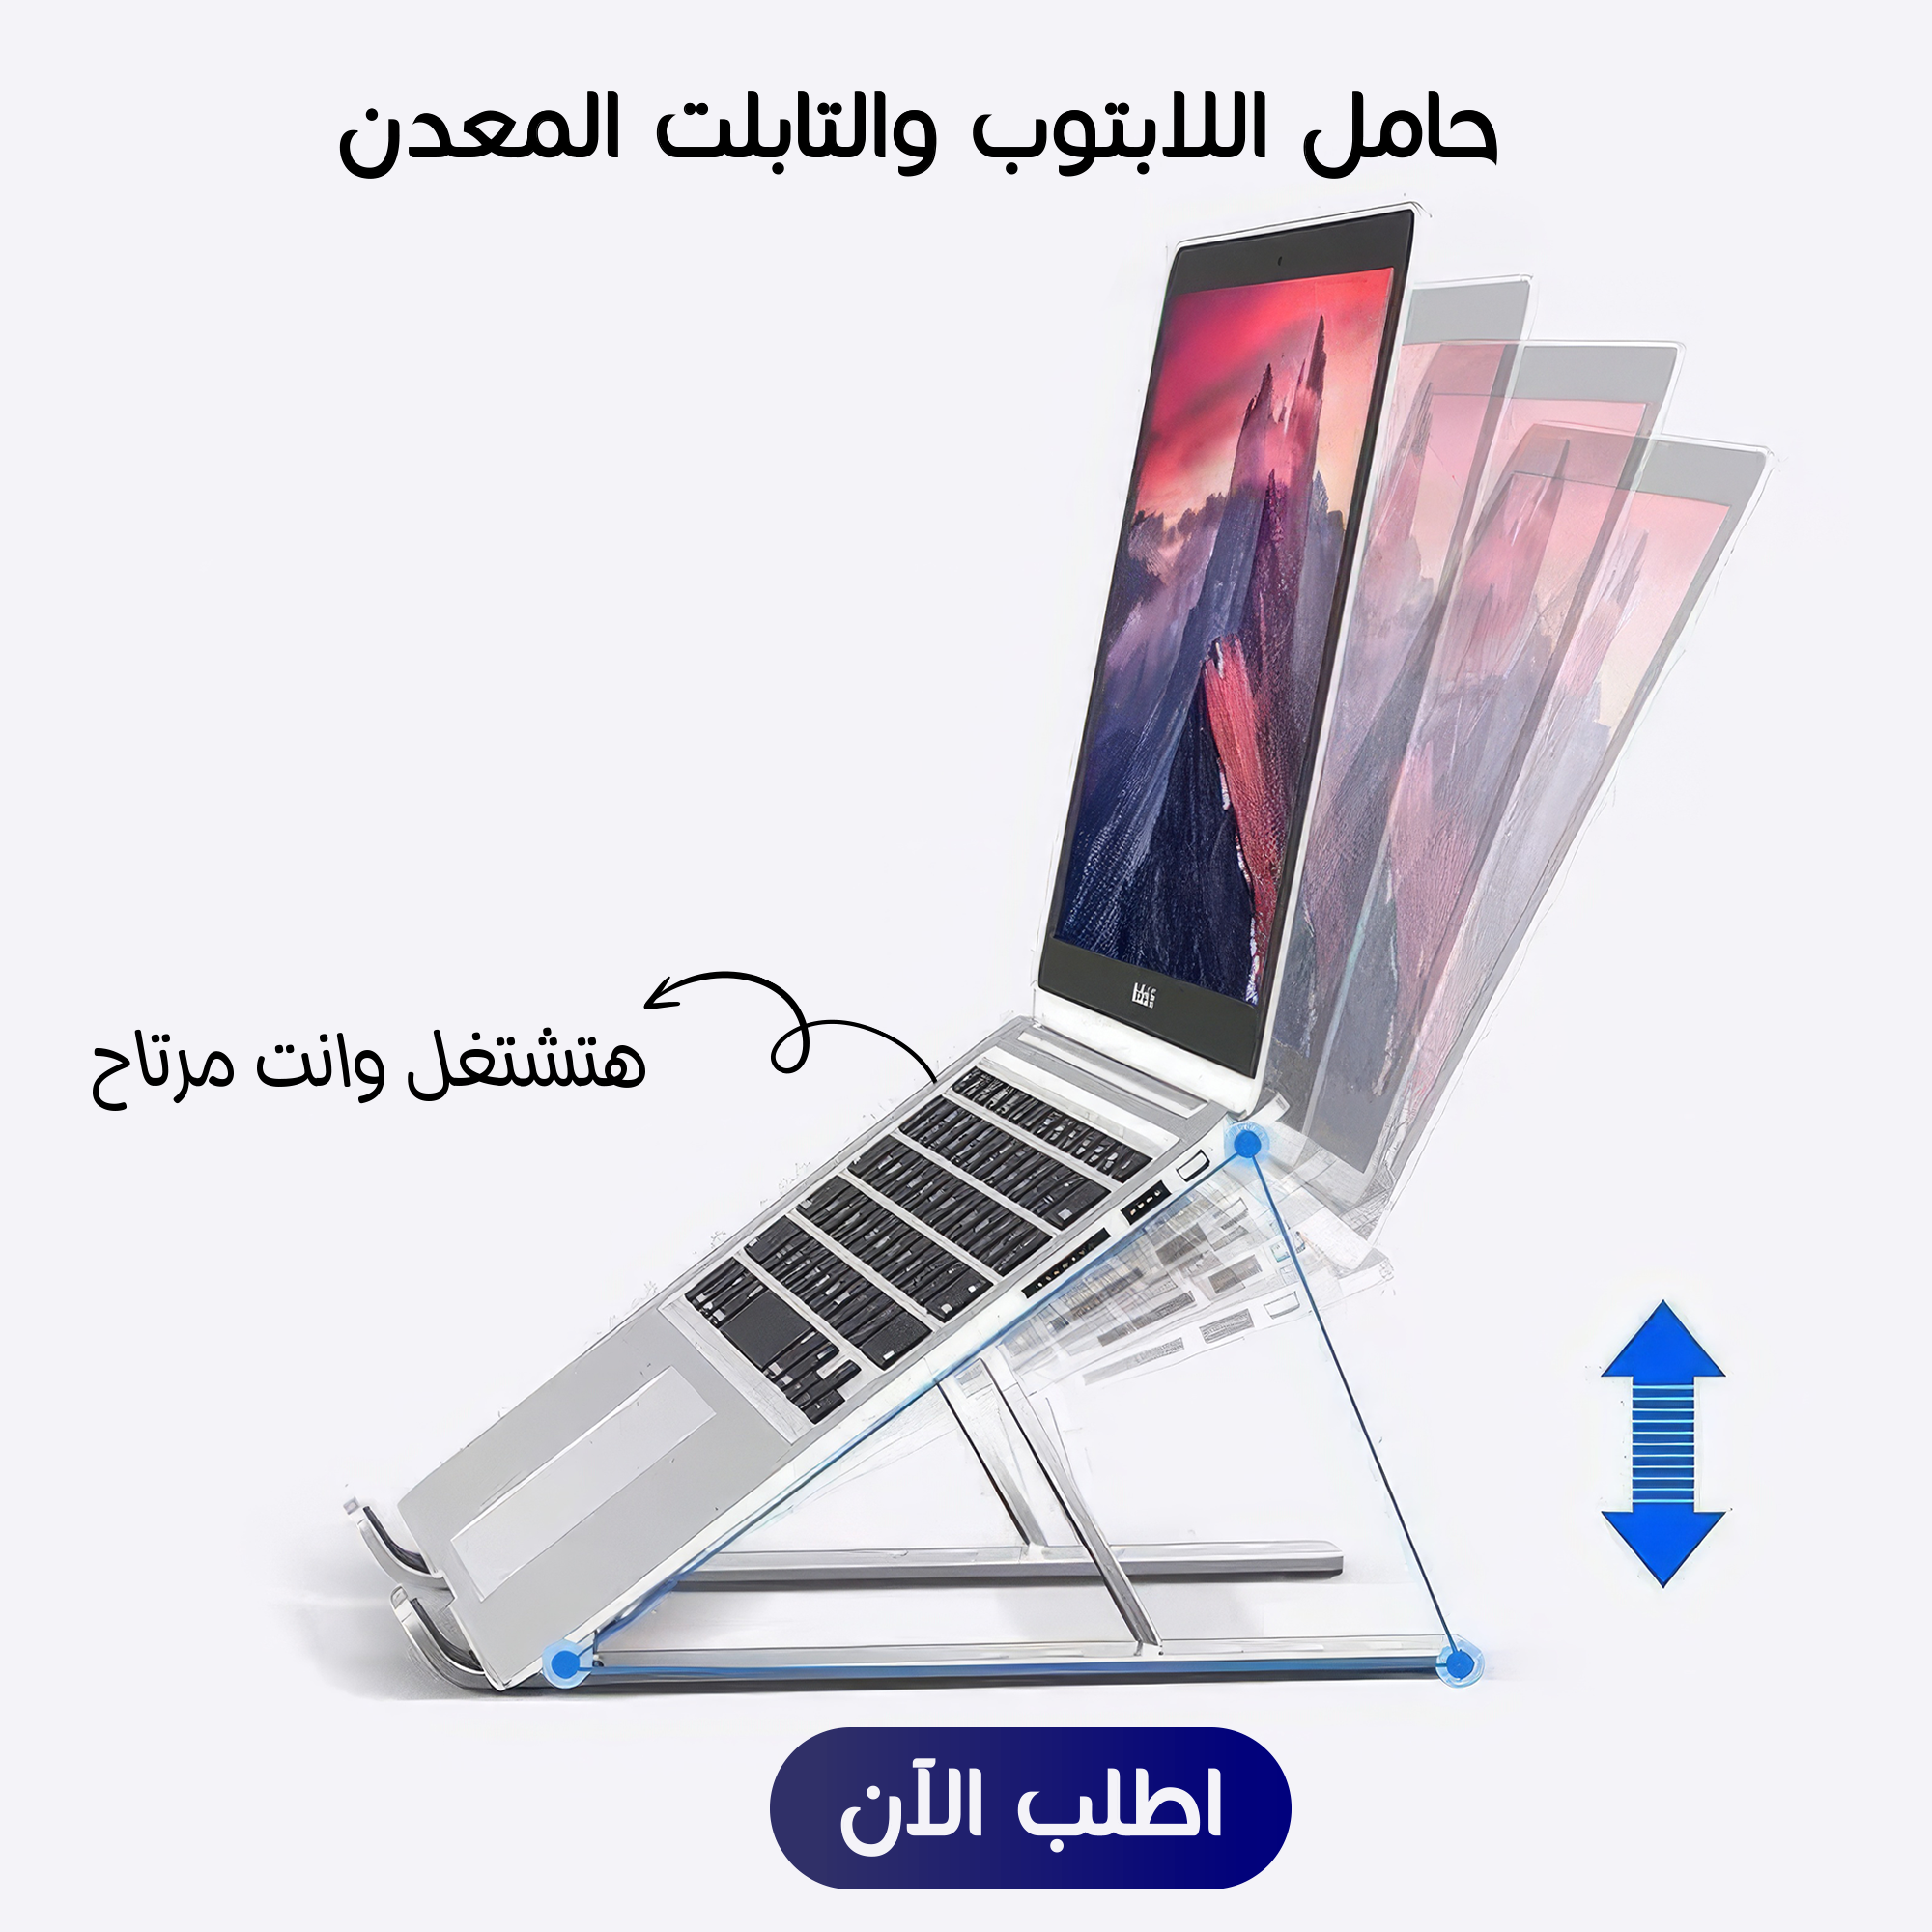 حامل اللابتوب والتابلت المعدن
هتشتغل وانت مرتاح
اطلب الآن